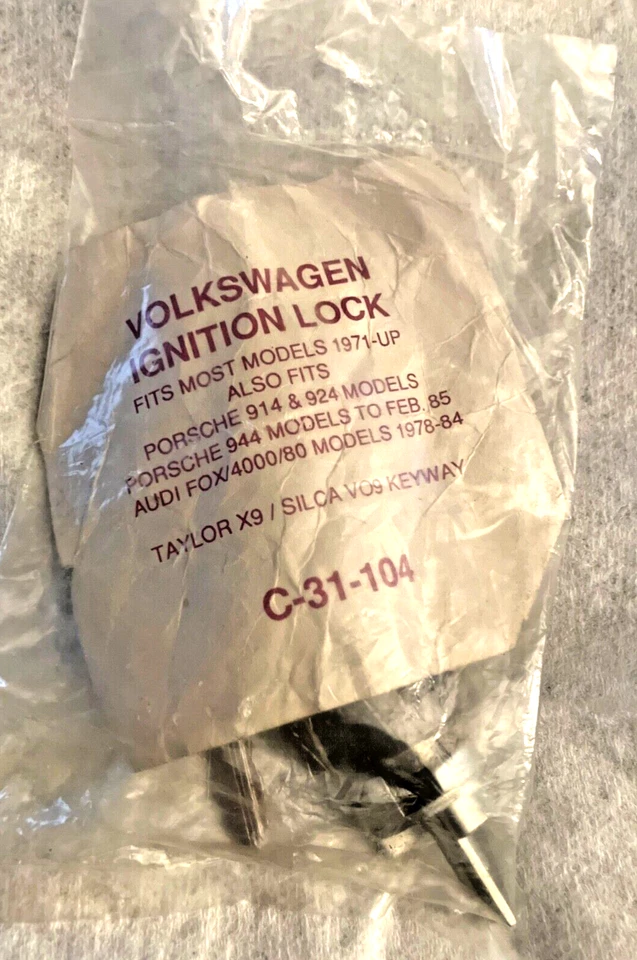 VOLKSWAGEN
IGNITION LOCK
FITS MOST MODELS 1971-UP
ALSO FITS
PORSCHE 914 & 924 MODELS
PORSCHE 944 MODELS TO FEB. 85
AUDI FOX/4000/80 MODELS 1978-84
TAYLOR X9 / SILCA VO9 KEYWAY
C-31-104